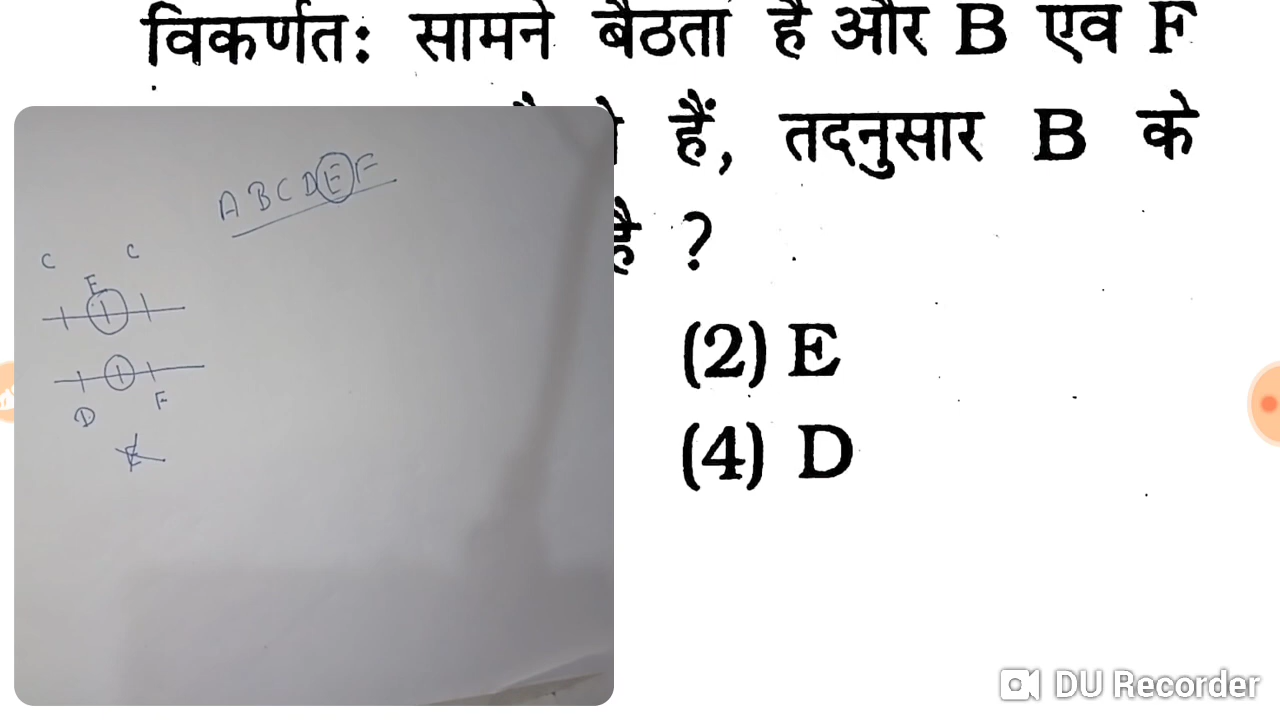 विकर्णत: सामने बैठता है और B एव F
हैं, तदनुसार B के
है ?
(2) E
(4) D
A B C D E F
C C
E
D F
E
DU Recorder